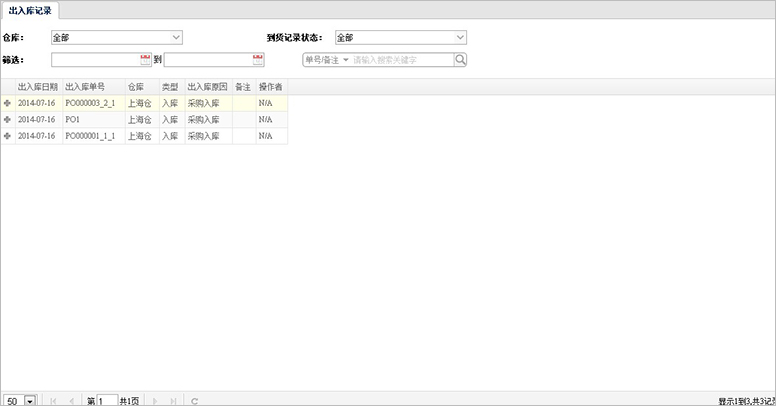 出入库记录
仓库： 全部 到货记录状态： 全部
筛选： 到 单号/备注 请输入搜索关键字
出入库日期 出入库单号 仓库 类型 出入库原因 备注 操作者
2014-07-16 PO000003_2_1 上海仓 入库 采购入库 N/A
2014-07-16 PO1 上海仓 入库 采购入库 N/A
2014-07-16 PO000001_1_1 上海仓 入库 采购入库 N/A
50 第 1 共1页 显示1到3,共3记录